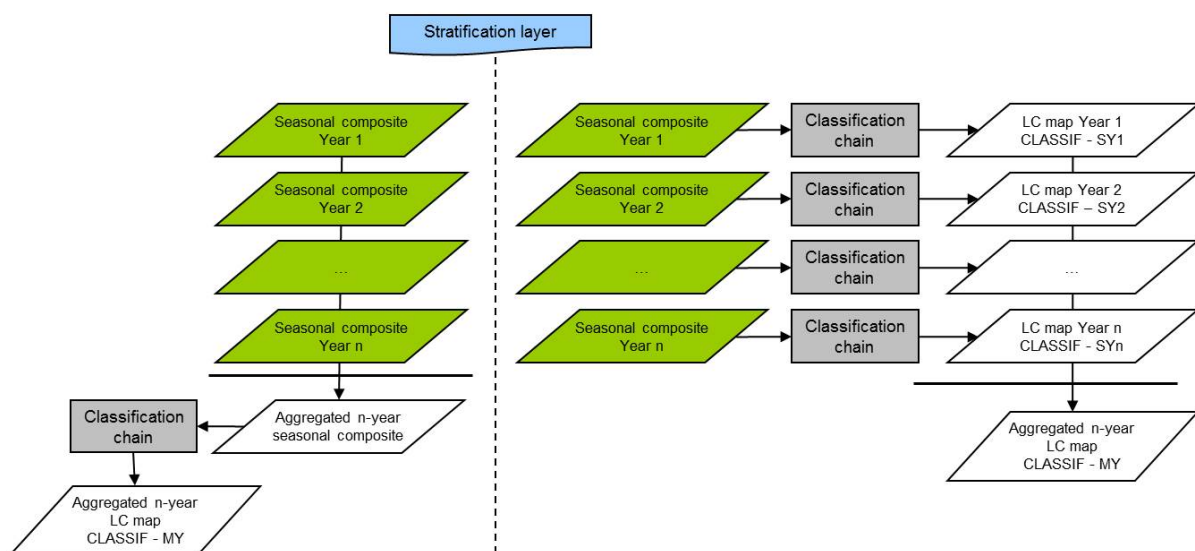 Stratification layer
Seasonal composite
Year 1
Seasonal composite
Year 2
...
Seasonal composite
Year n
Aggregated n-year
seasonal composite
Classification
chain
Aggregated n-year
LC map
CLASSIF - MY
Seasonal composite
Year 1
Classification
chain
LC map Year 1
CLASSIF - SY1
Seasonal composite
Year 2
Classification
chain
LC map Year 2
CLASSIF – SY2
...
Classification
chain
...
Seasonal composite
Year n
Classification
chain
LC map Year n
CLASSIF - SYn
Aggregated n-year
LC map
CLASSIF - MY